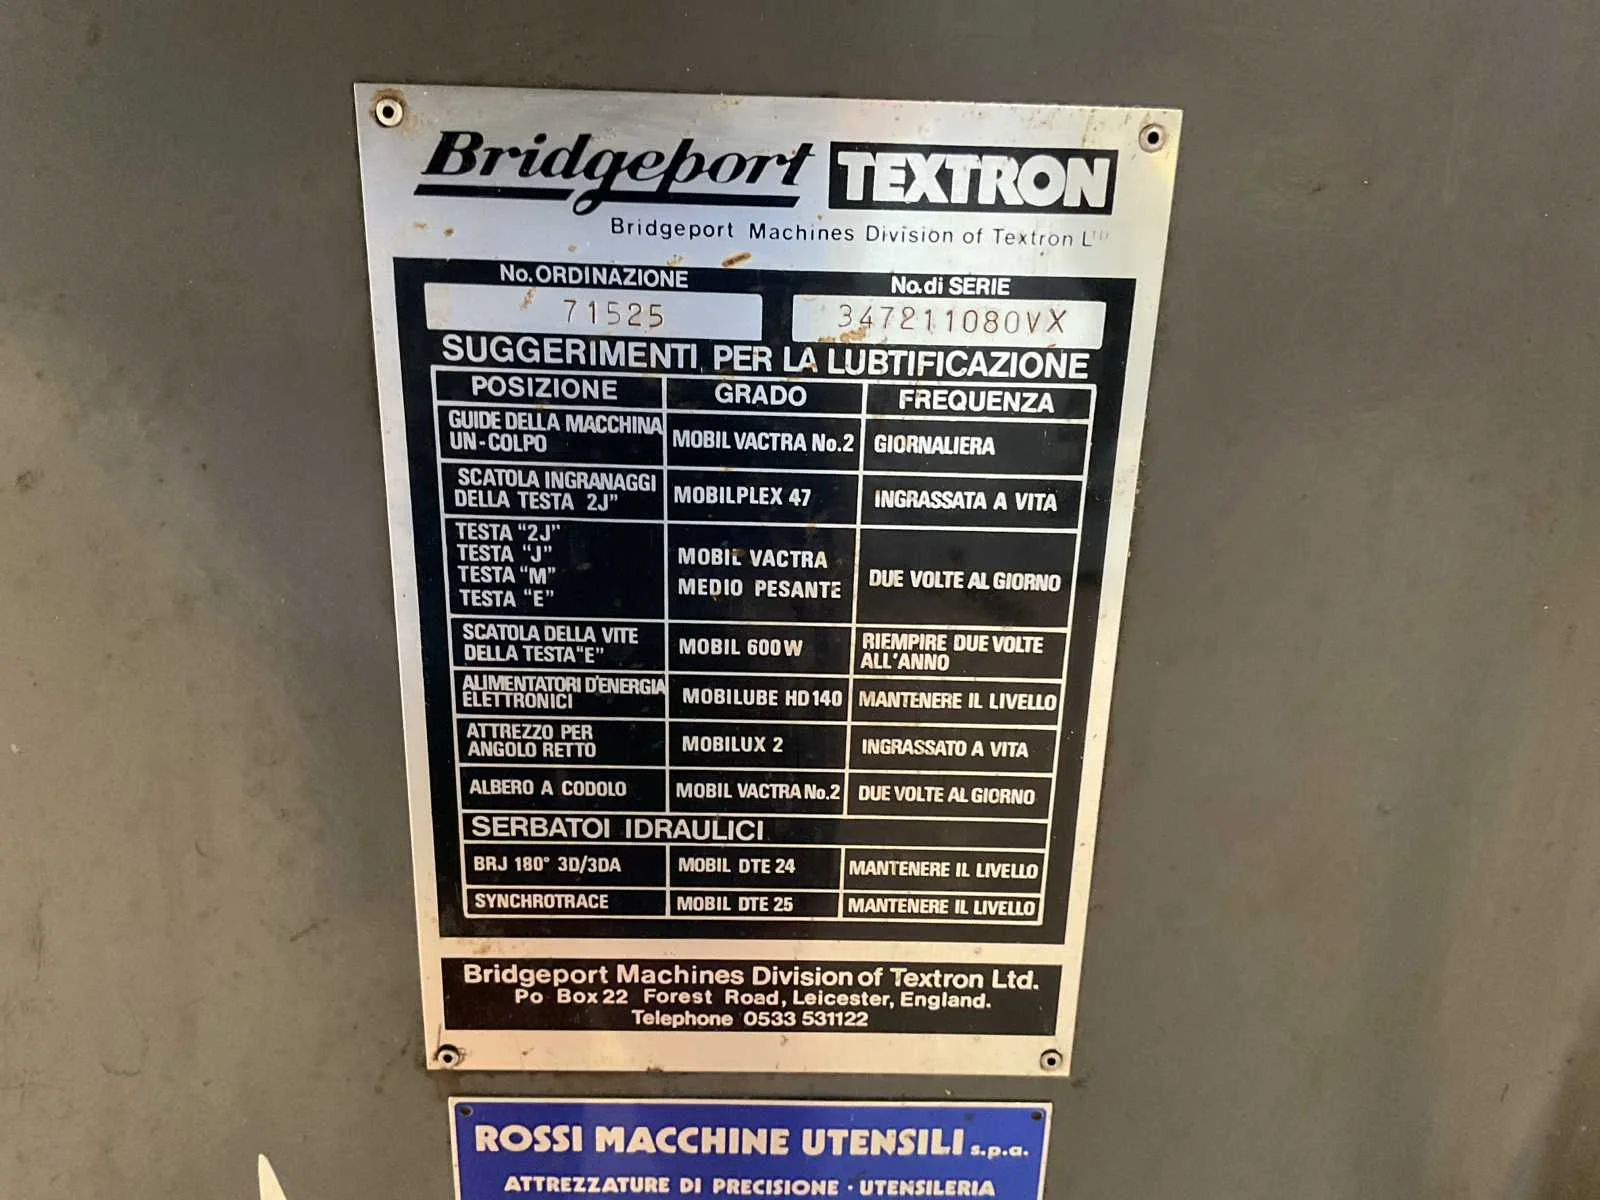 Bridgeport TEXTRON
Bridgeport Machines Division of Textron LTD
No. ORDINAZIONE No. di SERIE
71525 347211080VX
SUGGERIMENTI PER LA LUBTIFICAZIONE
POSIZIONE GRADO FREQUENZA
GUIDE DELLA MACCHINA
UN-COLPO
MOBIL VACTRA No.2
GIORNALIERA
SCATOLA INGRANAGGI
DELLA TESTA 2J"
MOBILPLEX 47
INGRASSATA A VITA
TESTA "2J"
TESTA "J"
TESTA "M"
TESTA "E"
MOBIL VACTRA
MEDIO PESANTE
DUE VOLTE AL GIORNO
SCATOLA DELLA VITE
DELLA TESTA"E"
MOBIL 600 W
RIEMPIRE DUE VOLTE
ALL'ANNO
ALIMENTATORI D'ENERGIA
ELETTRONICI
MOBILUBE HD 140
MANTENERE IL LIVELLO
ATTREZZO PER
ANGOLO RETTO
MOBILUX 2
INGRASSATO A VITA
ALBERO A CODOLO
MOBIL VACTRA No.2
DUE VOLTE AL GIORNO
SERBATOI IDRAULICI
BRJ 180° 3D/3DA MOBIL DTE 24 MANTENERE IL LIVELLO
SYNCHROTRACE MOBIL DTE 25 MANTENERE IL LIVELLO
Bridgeport Machines Division of Textron Ltd.
Po Box 22 Forest Road, Leicester, England.
Telephone 0533 531122
ROSSI MACCHINE UTENSILI s.p.a.
ATTREZZATURE DI PRECISIONE · UTENSILERIA